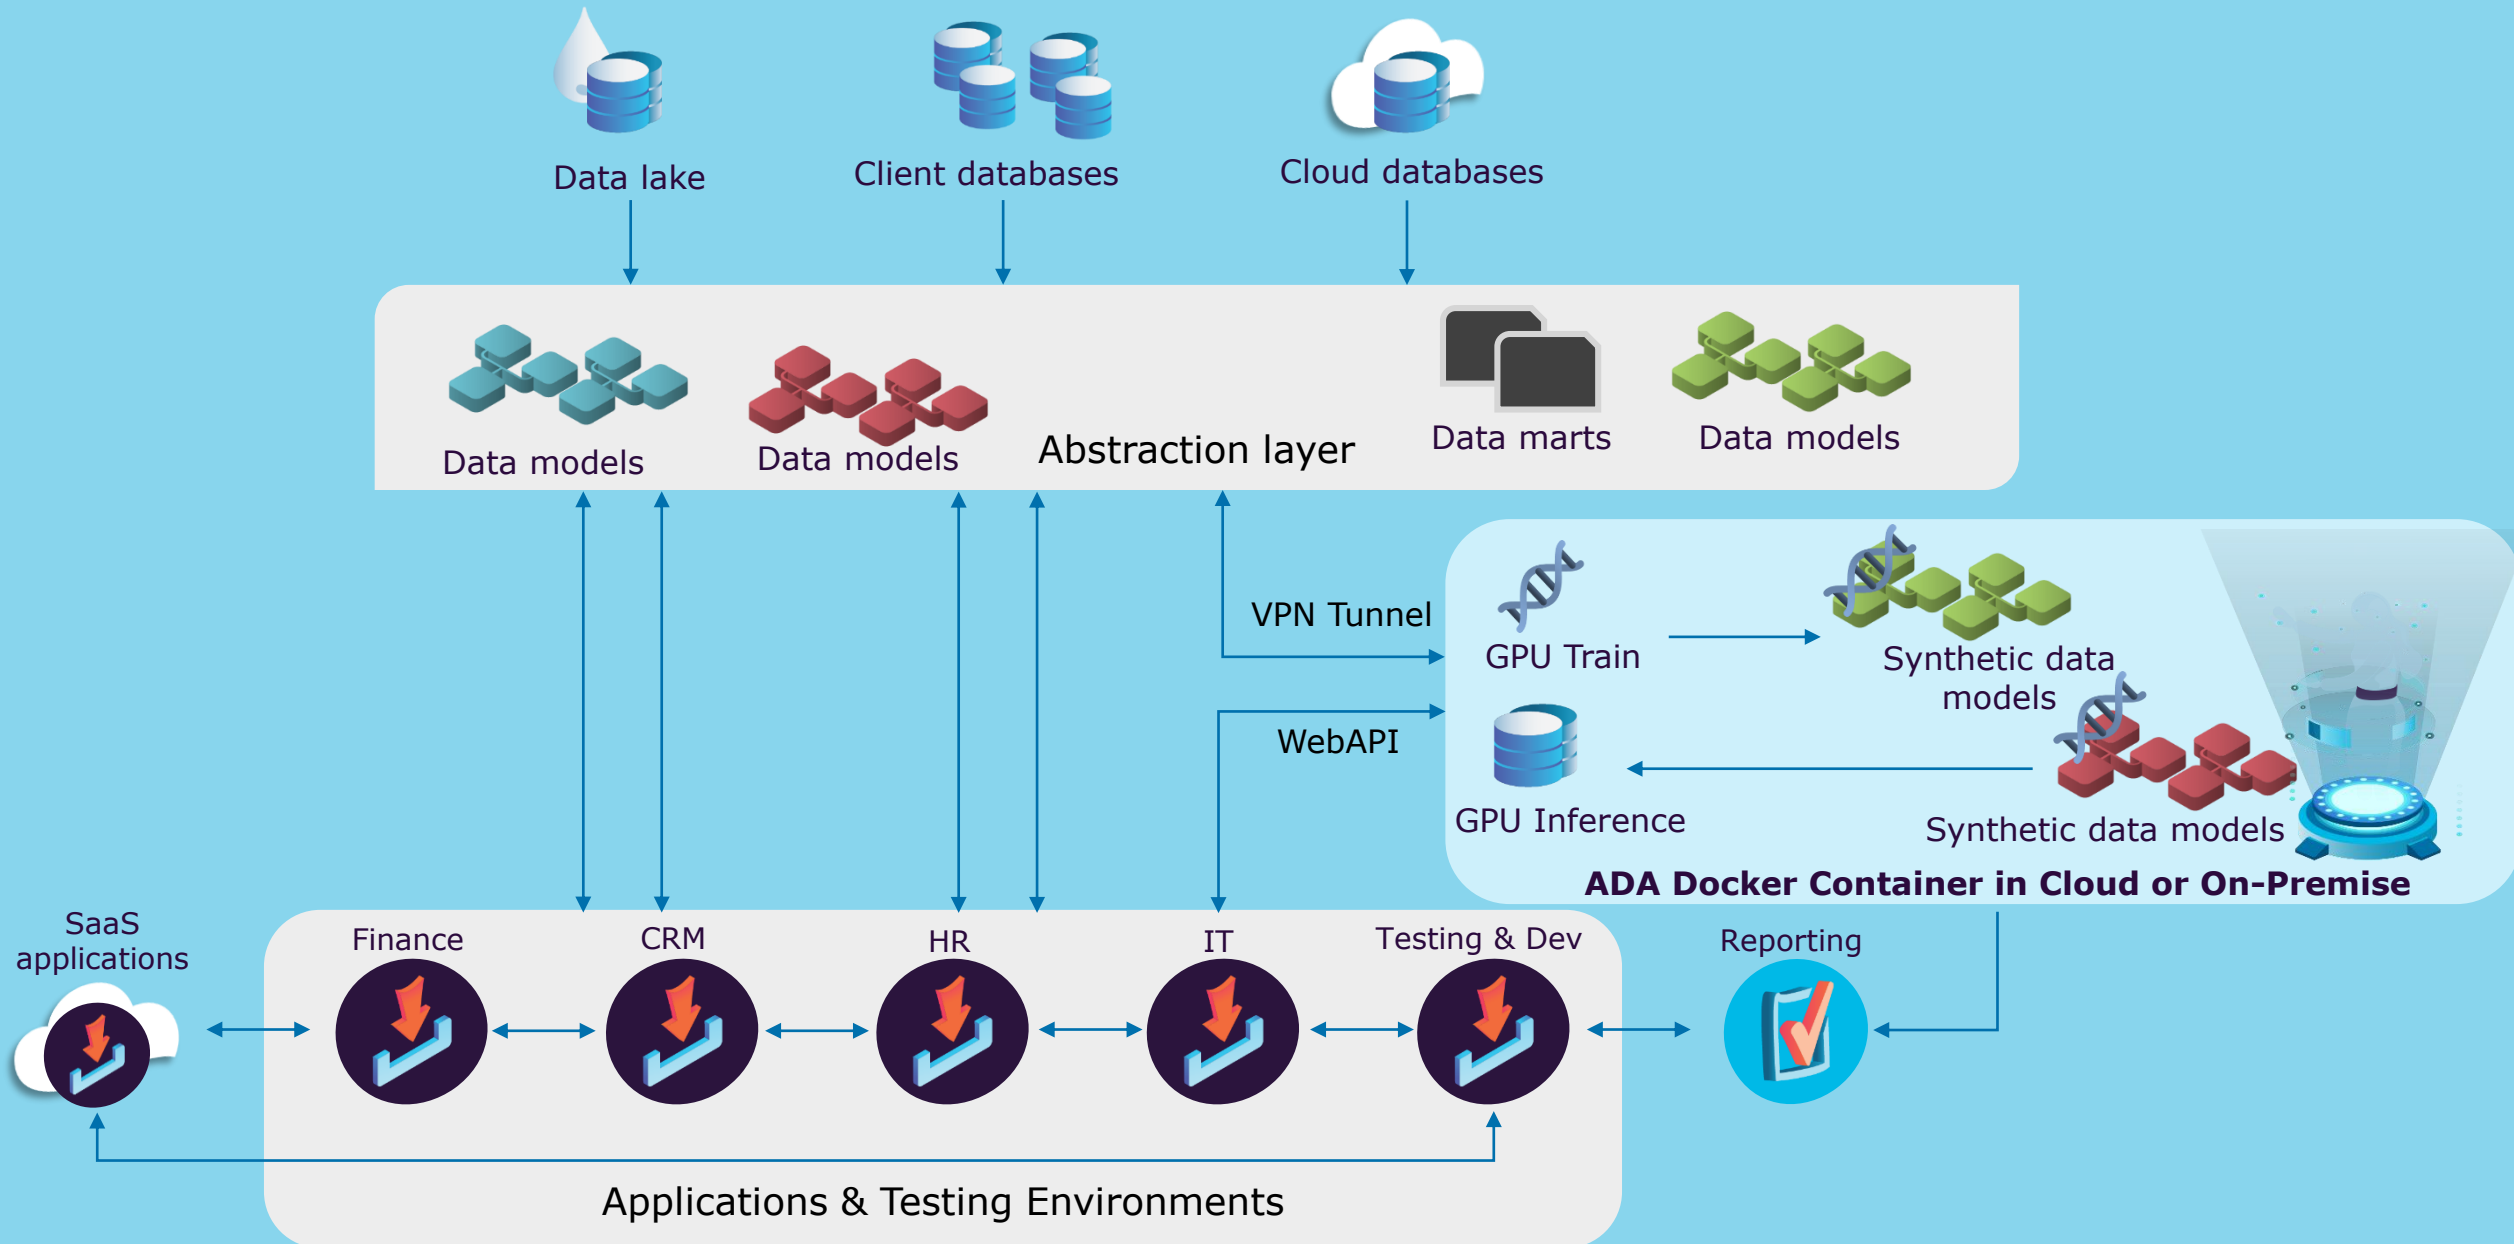 Data lake
Client databases
Cloud databases
Data models
Data models
Abstraction layer
Data marts
Data models
VPN Tunnel
GPU Train
Synthetic data
models
WebAPI
GPU Inference
Synthetic data models
ADA Docker Container in Cloud or On-Premise
SaaS
applications
Finance
CRM
HR
IT
Testing & Dev
Reporting
Applications & Testing Environments